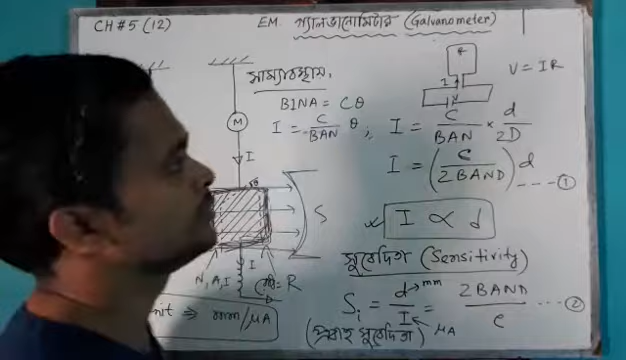 CH # 5 (12)
EM. গ্যালভানোমিটার (Galvanometer)
সাম্যাবস্থায়,
BINA = Cθ
I = C/BAN θ ;
M
I
S
I
N, A, I
R
mm/μA
V = IR
I
V
I = C/BAN × d/2D
I = (C/2BAND) d ---- ①
I ∝ d
সুবেদিতা (Sensitivity)
Si = d/I = 2BAND/C ---- ②
mm
μA
(প্রবাহ সুবেদিতা)